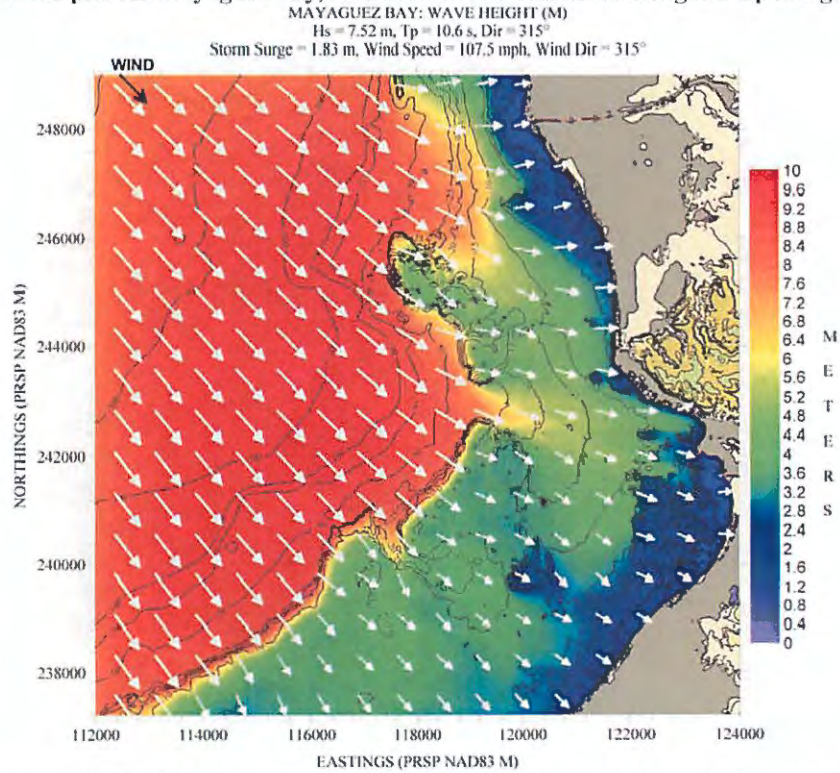 MAYAGUEZ BAY: WAVE HEIGHT (M)
Hs = 7.52 m, Tp = 10.6 s, Dir = 315°
Storm Surge = 1.83 m, Wind Speed = 107.5 mph, Wind Dir = 315°
WIND
248000
246000
244000
242000
240000
238000
NORTHINGS (PRSP NAD83 M)
112000 114000 116000 118000 120000 122000 124000
EASTINGS (PRSP NAD83 M)
10
9.6
9.2
8.8
8.4
8
7.6
7.2
6.8
6.4
6
5.6
5.2
4.8
4.4
4
3.6
3.2
2.8
2.4
2
1.6
1.2
0.8
0.4
0
M
E
T
E
R
S